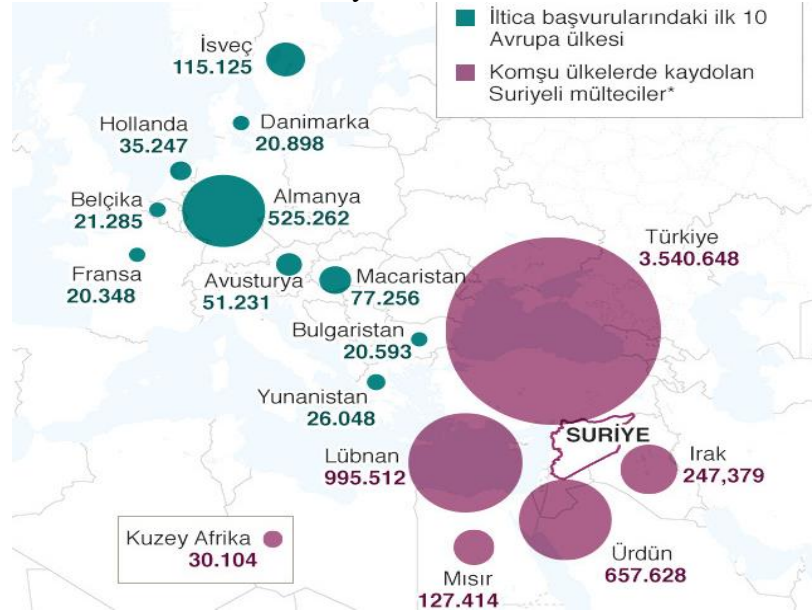 İltica başvurularındaki ilk 10
Avrupa ülkesi
Komşu ülkelerde kaydolan
Suriyeli mülteciler*
İsveç
115.125
Hollanda
35.247
Danimarka
20.898
Belçika
21.285
Almanya
525.262
Fransa
20.348
Avusturya
51.231
Macaristan
77.256
Türkiye
3.540.648
Bulgaristan
20.593
Yunanistan
26.048
SURİYE
Lübnan
995.512
Irak
247,379
Kuzey Afrika
30.104
Mısır
127.414
Ürdün
657.628